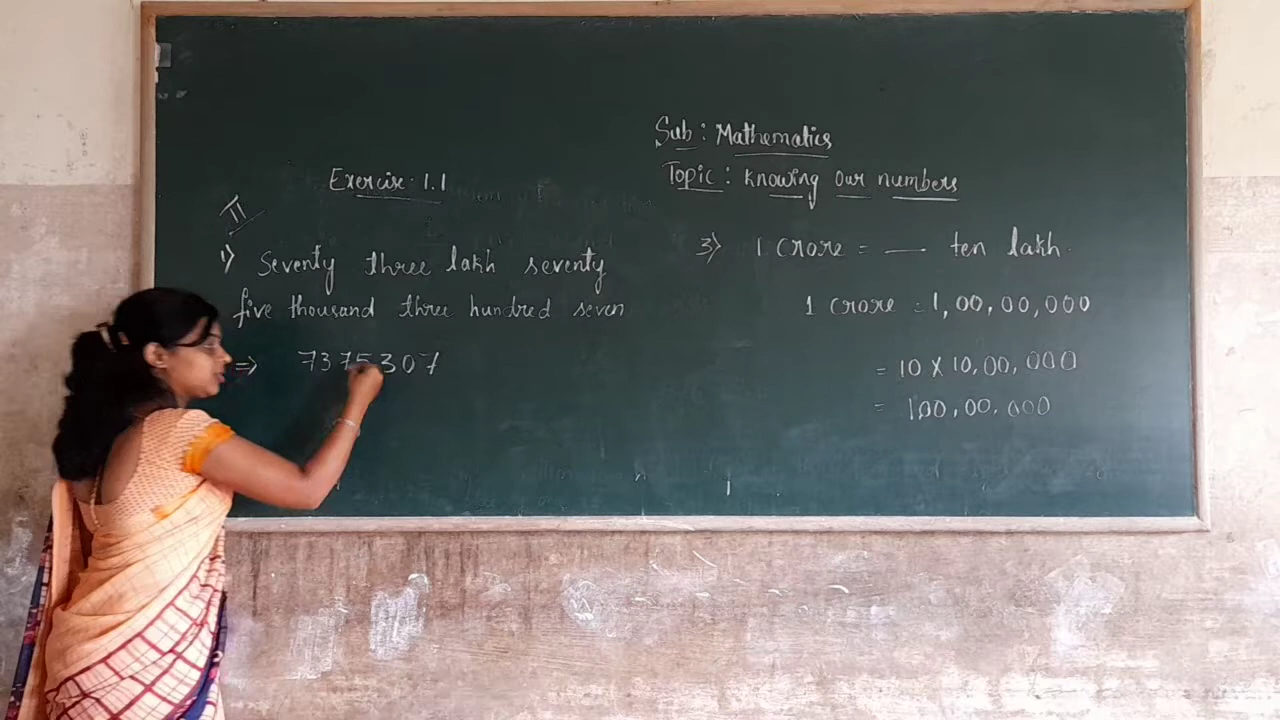 Sub: Mathematics
Topic: Knowing our numbers
Exercise: 1.1
II
1) Seventy three lakh seventy
five thousand three hundred seven
=> 7375307
3) 1 crore = — ten lakh.
1 crore = 1,00,00,000
= 10 X 10,00,000
= 100,00,000